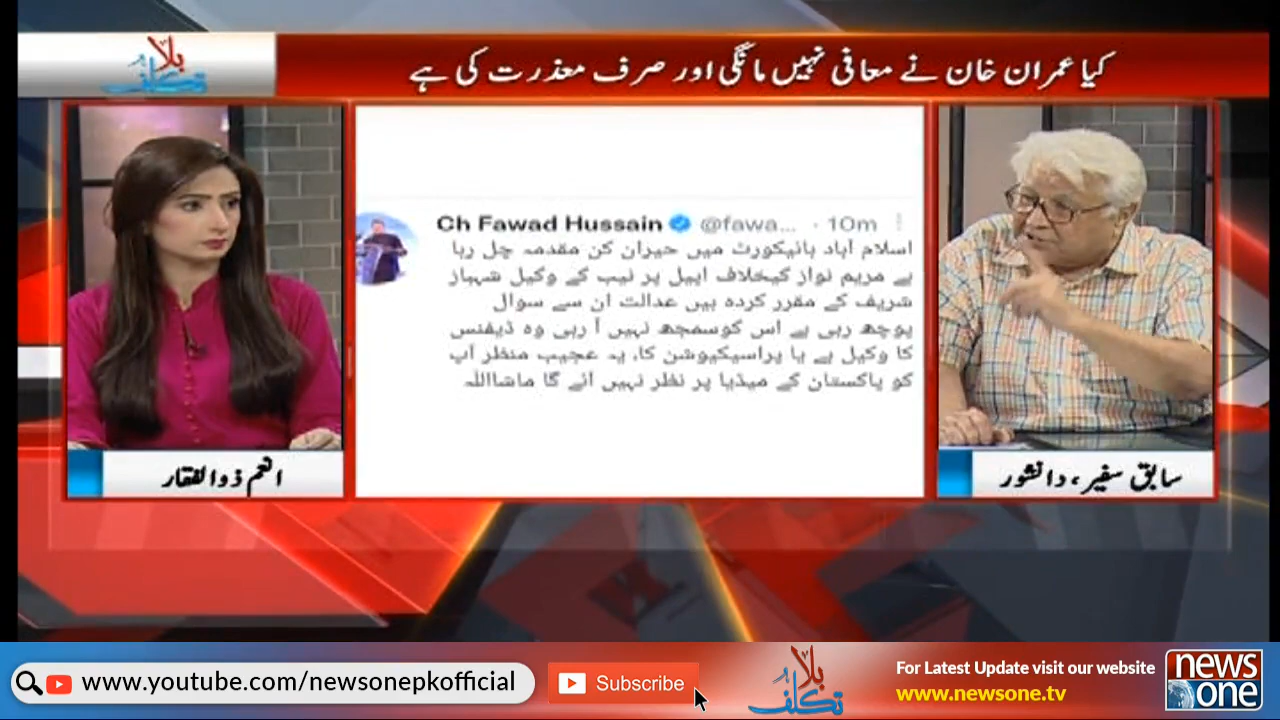 بلا
تکلف
کیا عمران خان نے معافی نہیں مانگی اور صرف معذرت کی ہے
Ch Fawad Hussain @fawa... · 10m
اسلام آباد ہائیکورٹ میں حیران کن مقدمہ چل رہا
ہے مریم نواز کیخلاف اپیل پر نیب کے وکیل شہباز
شریف کے مقرر کردہ ہیں عدالت ان سے سوال
پوچھ رہی ہے اس کوسمجھ نہیں آ رہی وہ ڈیفنس
کا وکیل ہے یا پراسیکیوشن کا، یہ عجیب منظر آپ
کو پاکستان کے میڈیا پر نظر نہیں آئے گا ماشااللہ
انعم ذوالفقار
سابق سفیر، دانشور
www.youtube.com/newsonepkofficial
Subscribe
بلا
تکلف
For Latest Update visit our website
www.newsone.tv
news
one